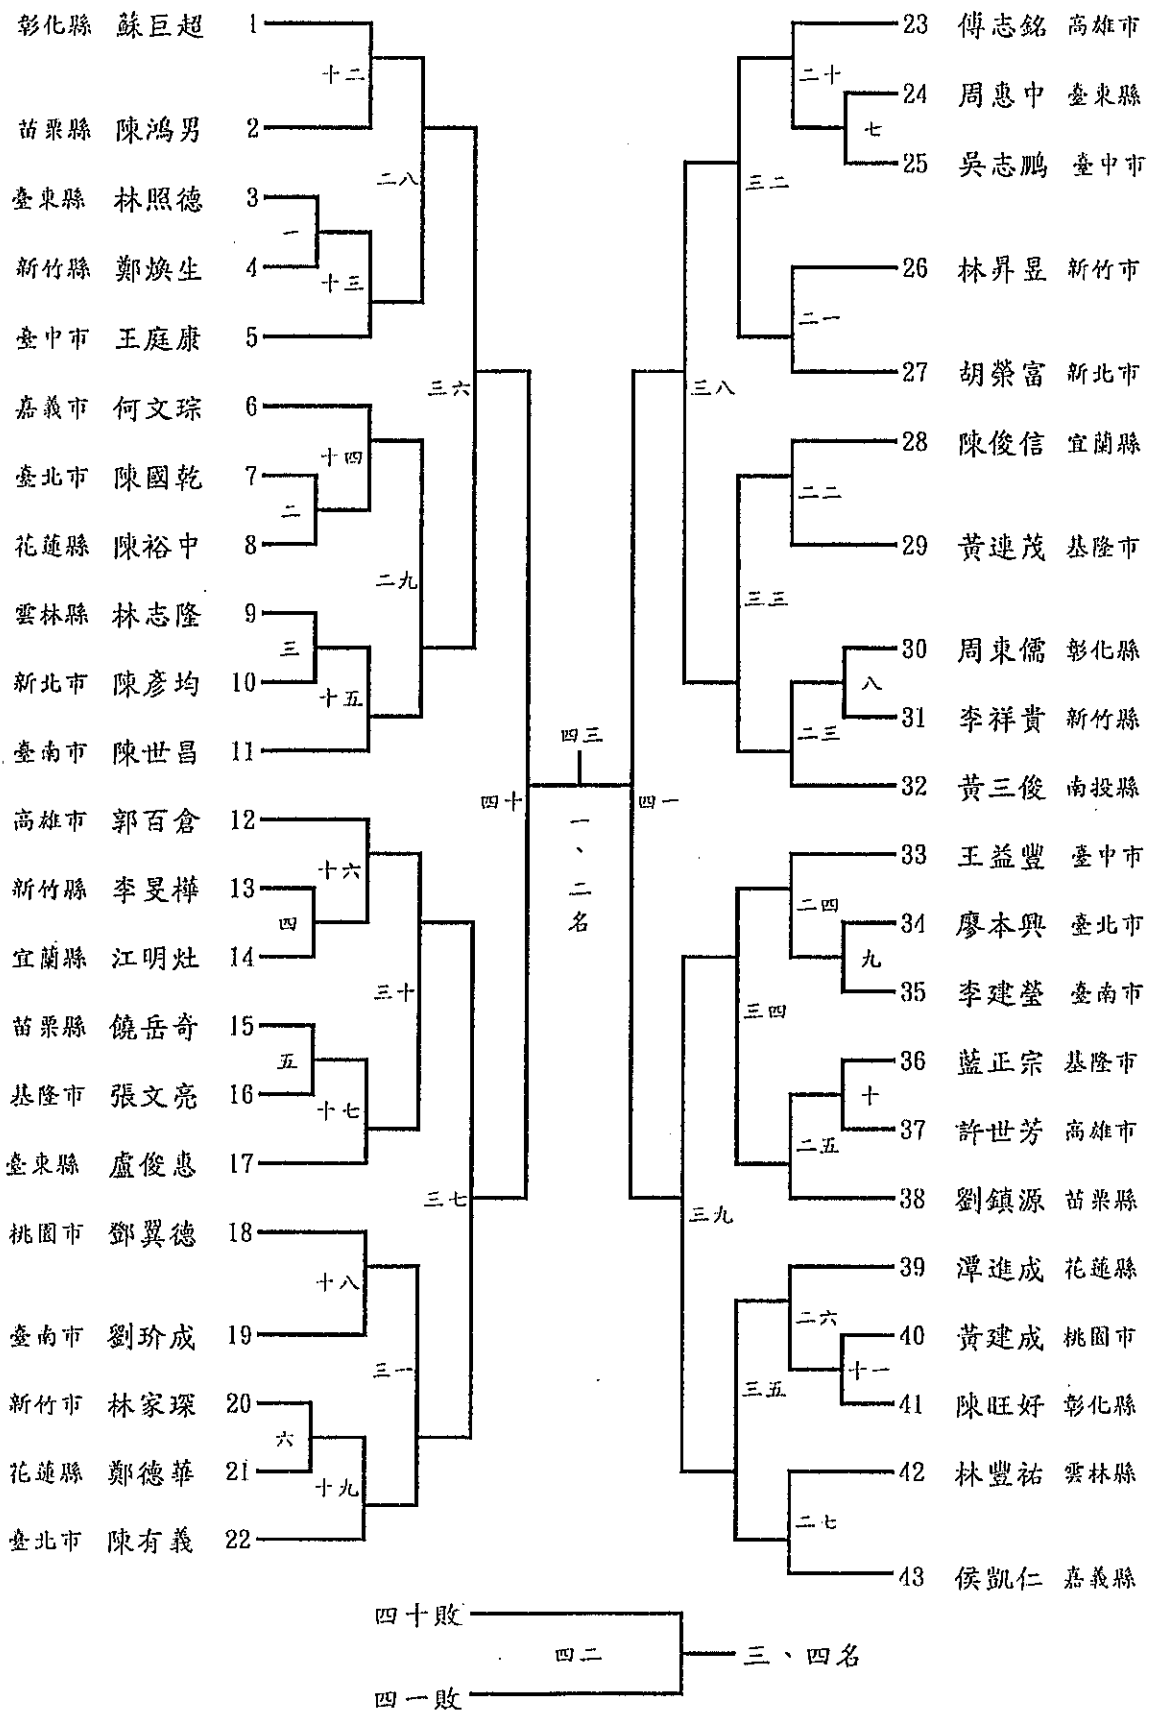 彰化縣 蘇巨超 1
十二
苗栗縣 陳鴻男 2
二八
臺東縣 林照德 3
一
新竹縣 鄭煥生 4
十三
臺中市 王庭康 5
三六
嘉義市 何文琮 6
十四
臺北市 陳國乾 7
二
花蓮縣 陳裕中 8
二九
雲林縣 林志隆 9
三
新北市 陳彥均 10
十五
臺南市 陳世昌 11
四十
高雄市 郭百倉 12
十六
新竹縣 李旻樺 13
四
宜蘭縣 江明灶 14
三十
苗栗縣 饒岳奇 15
五
基隆市 張文亮 16
十七
臺東縣 盧俊惠 17
三七
桃園市 鄧翼德 18
十八
臺南市 劉玠成 19
三一
新竹市 林家琛 20
六
花蓮縣 鄭德華 21
十九
臺北市 陳有義 22
四三
一、二名
23 傅志銘 高雄市
二十
24 周惠中 臺東縣
七
25 吳志鵬 臺中市
三二
26 林昇昱 新竹市
二一
27 胡榮富 新北市
三八
28 陳俊信 宜蘭縣
二二
29 黃連茂 基隆市
三三
30 周東儒 彰化縣
八
31 李祥貴 新竹縣
二三
32 黃三俊 南投縣
四一
33 王益豐 臺中市
二四
34 廖本興 臺北市
九
35 李建瑩 臺南市
三四
36 藍正宗 基隆市
十
37 許世芳 高雄市
二五
38 劉鎮源 苗栗縣
三九
39 潭進成 花蓮縣
二六
40 黃建成 桃園市
十一
41 陳旺好 彰化縣
三五
42 林豐祐 雲林縣
二七
43 侯凱仁 嘉義縣
四十敗
四二
三、四名
四一敗